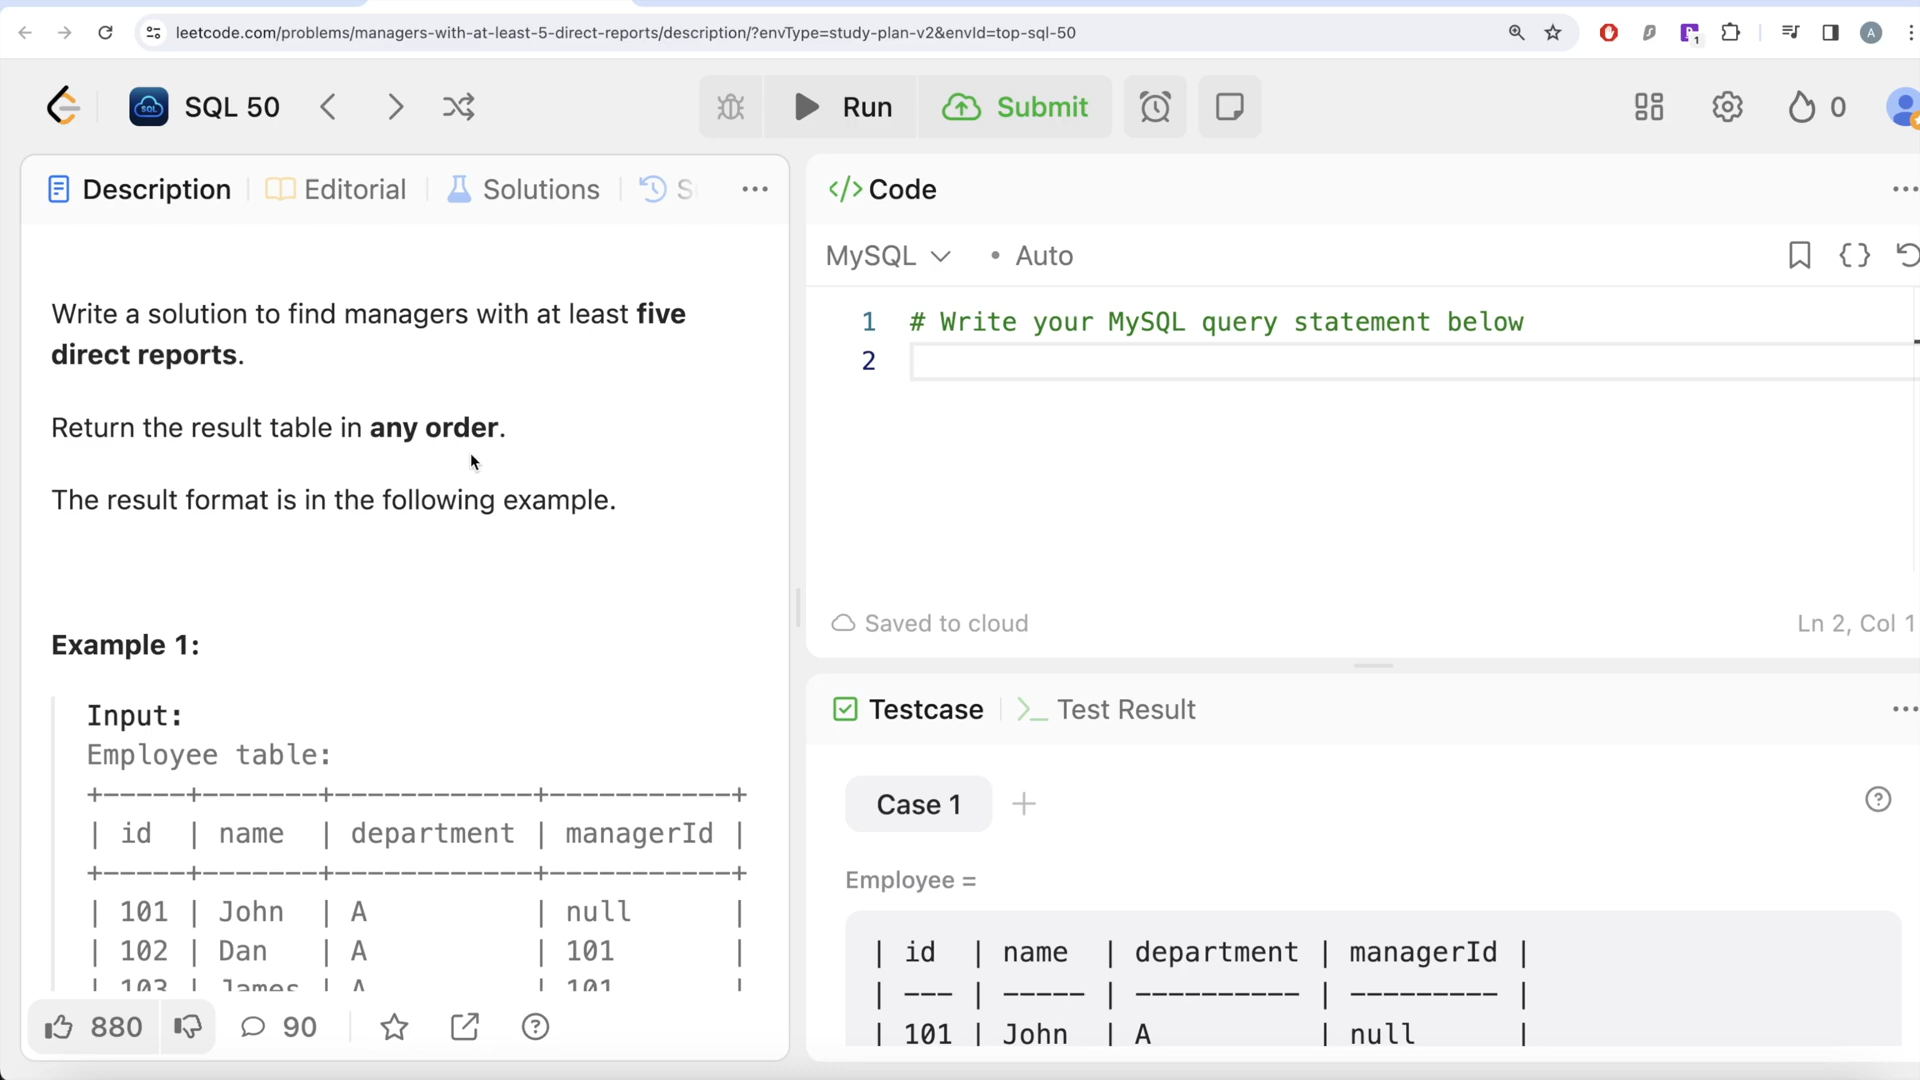 leetcode.com/problems/managers-with-at-least-5-direct-reports/description/?envType=study-plan-v2&envId=top-sql-50
1
A
SQL
SQL 50
Run
Submit
0
Description
Editorial
Solutions
Write a solution to find managers with at least five
direct reports.
Return the result table in any order.
The result format is in the following example.
Example 1:
Input:
Employee table:
+-----+-------+------------+-----------+
| id  | name  | department | managerId |
+-----+-------+------------+-----------+
| 101 | John  | A          | null      |
| 102 | Dan   | A          | 101       |
| 103 | James | A          | 101       |
880
90
</> Code
MySQL
• Auto
1 # Write your MySQL query statement below
2
Saved to cloud
Ln 2, Col 1
Testcase
>_ Test Result
Case 1
Employee =
| id  | name  | department | managerId |
| --- | ----- | ---------- | --------- |
| 101 | John  | A          | null      |